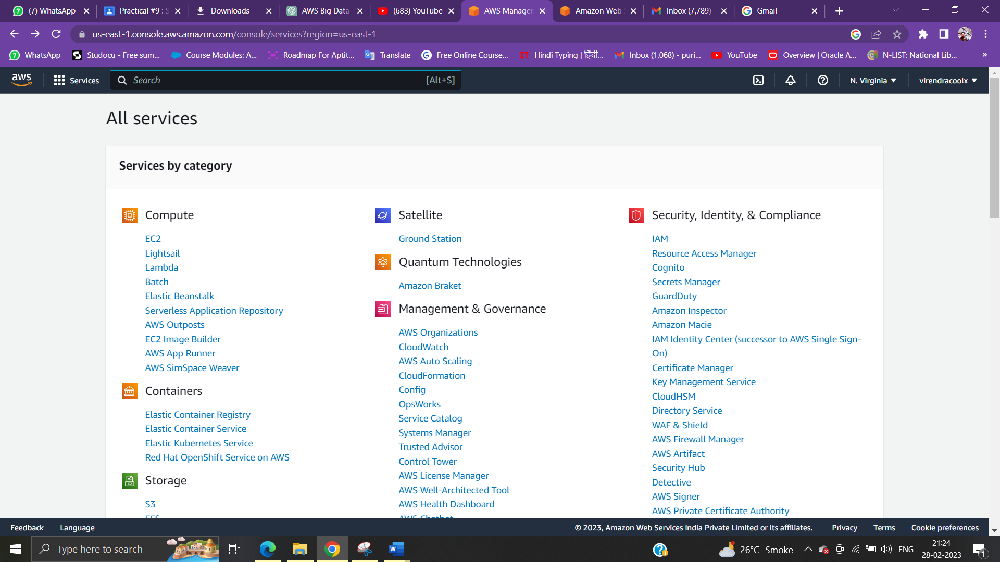 (7) WhatsApp
Practical #9 : S
Downloads
AWS Big Data
(683) YouTube
AWS Managem
Amazon Web S
Inbox (7,789) -
Gmail
us-east-1.console.aws.amazon.com/console/services?region=us-east-1
WhatsApp
Studocu - Free sum...
Course Modules: A...
Roadmap For Aptit...
Translate
Free Online Course...
Hindi Typing | हिंदी...
Inbox (1,068) - puri...
YouTube
Overview | Oracle A...
N-LIST: National Lib...
»
aws
Services
Search
[Alt+S]
N. Virginia
virendracoolx
All services
Services by category
Compute
EC2
Lightsail
Lambda
Batch
Elastic Beanstalk
Serverless Application Repository
AWS Outposts
EC2 Image Builder
AWS App Runner
AWS SimSpace Weaver
Containers
Elastic Container Registry
Elastic Container Service
Elastic Kubernetes Service
Red Hat OpenShift Service on AWS
Storage
S3
EFS
Satellite
Ground Station
Quantum Technologies
Amazon Braket
Management & Governance
AWS Organizations
CloudWatch
AWS Auto Scaling
CloudFormation
Config
OpsWorks
Service Catalog
Systems Manager
Trusted Advisor
Control Tower
AWS License Manager
AWS Well-Architected Tool
AWS Health Dashboard
AWS Chatbot
Security, Identity, & Compliance
IAM
Resource Access Manager
Cognito
Secrets Manager
GuardDuty
Amazon Inspector
Amazon Macie
IAM Identity Center (successor to AWS Single Sign-
On)
Certificate Manager
Key Management Service
CloudHSM
Directory Service
WAF & Shield
AWS Firewall Manager
AWS Artifact
Security Hub
Detective
AWS Signer
AWS Private Certificate Authority
Feedback
Language
© 2023, Amazon Web Services India Private Limited or its affiliates.
Privacy
Terms
Cookie preferences
Type here to search
26°C Smoke
ENG
21:24
28-02-2023
1